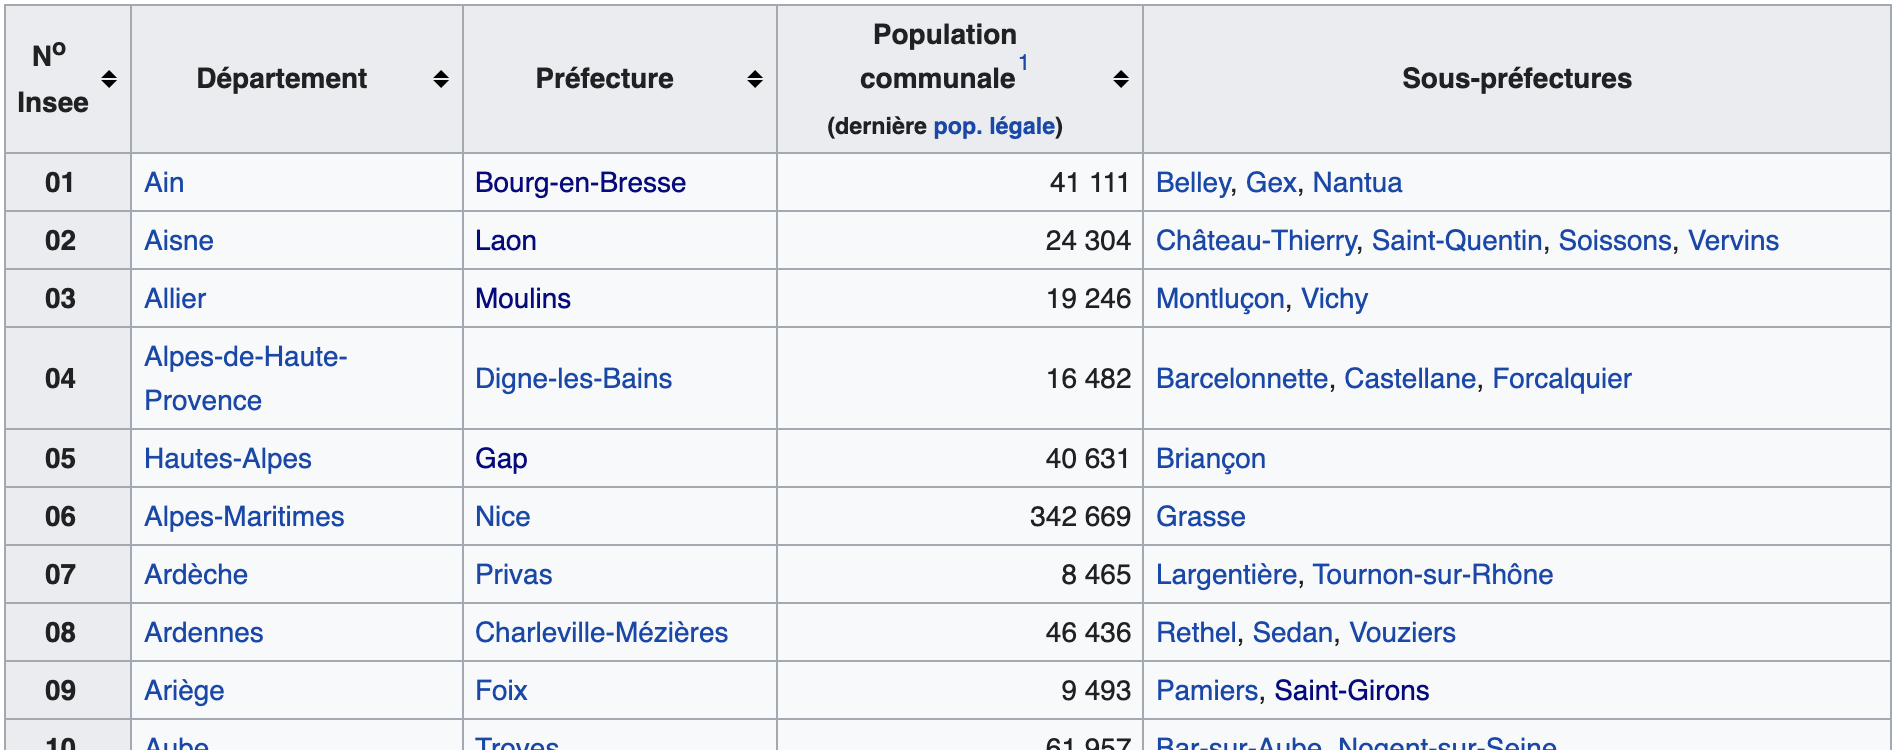 Nº Insee	Département	Préfecture	Population communale 1 (dernière pop. légale)	Sous-préfectures
01	Ain	Bourg-en-Bresse	41 111	Belley, Gex, Nantua
02	Aisne	Laon	24 304	Château-Thierry, Saint-Quentin, Soissons, Vervins
03	Allier	Moulins	19 246	Montluçon, Vichy
04	Alpes-de-Haute-Provence	Digne-les-Bains	16 482	Barcelonnette, Castellane, Forcalquier
05	Hautes-Alpes	Gap	40 631	Briançon
06	Alpes-Maritimes	Nice	342 669	Grasse
07	Ardèche	Privas	8 465	Largentière, Tournon-sur-Rhône
08	Ardennes	Charleville-Mézières	46 436	Rethel, Sedan, Vouziers
09	Ariège	Foix	9 493	Pamiers, Saint-Girons
10	Aube	Troyes	61 957	Bar-sur-Aube, Nogent-sur-Seine